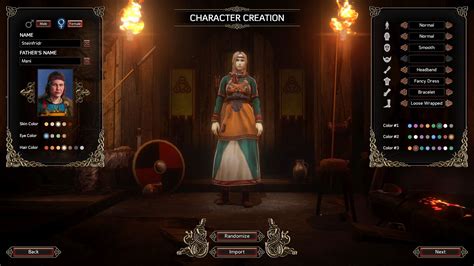 CHARACTER CREATION
Male
Female
NAME
Steinfridr
FATHER'S NAME
Mani
Skin Color
Eye Color
Hair Color
Normal
Normal
Smooth
Headband
Fancy Dress
Bracelet
Loose Wrapped
Color #1
Color #2
Color #3
Randomize
Import
Back
Next